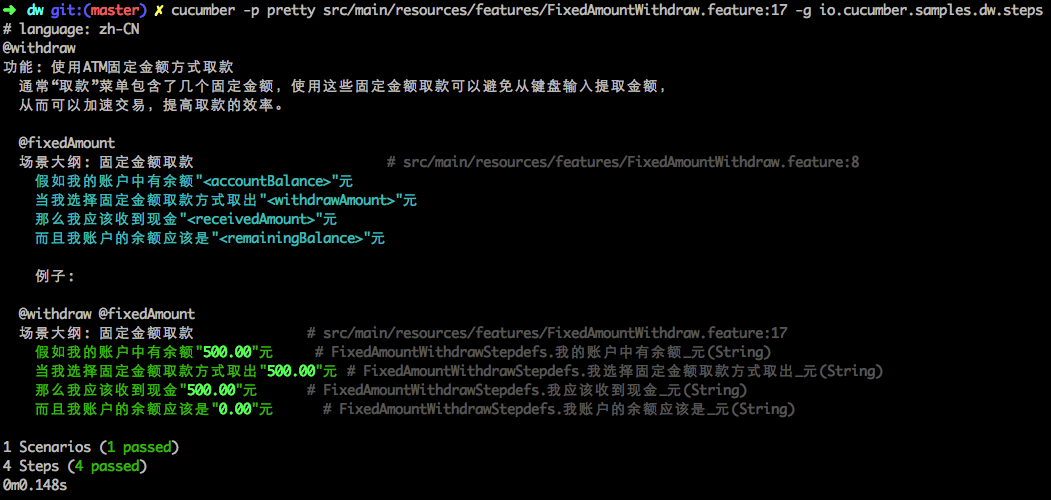 ➜ dw git:(master) ✗ cucumber -p pretty src/main/resources/features/FixedAmountWithdraw.feature:17 -g io.cucumber.samples.dw.steps
# language: zh-CN
@withdraw
功能: 使用ATM固定金额方式取款
通常“取款”菜单包含了几个固定金额，使用这些固定金额取款可以避免从键盘输入提取金额，
从而可以加速交易，提高取款的效率。
@fixedAmount
场景大纲: 固定金额取款 # src/main/resources/features/FixedAmountWithdraw.feature:8
假如我的账户中有余额"<accountBalance>"元
当我选择固定金额取款方式取出"<withdrawAmount>"元
那么我应该收到现金"<receivedAmount>"元
而且我账户的余额应该是"<remainingBalance>"元
例子:
@withdraw @fixedAmount
场景大纲: 固定金额取款 # src/main/resources/features/FixedAmountWithdraw.feature:17
假如我的账户中有余额"500.00"元 # FixedAmountWithdrawStepdefs.我的账户中有余额_元(String)
当我选择固定金额取款方式取出"500.00"元 # FixedAmountWithdrawStepdefs.我选择固定金额取款方式取出_元(String)
那么我应该收到现金"500.00"元 # FixedAmountWithdrawStepdefs.我应该收到现金_元(String)
而且我账户的余额应该是"0.00"元 # FixedAmountWithdrawStepdefs.我账户的余额应该是_元(String)
1 Scenarios (1 passed)
4 Steps (4 passed)
0m0.148s